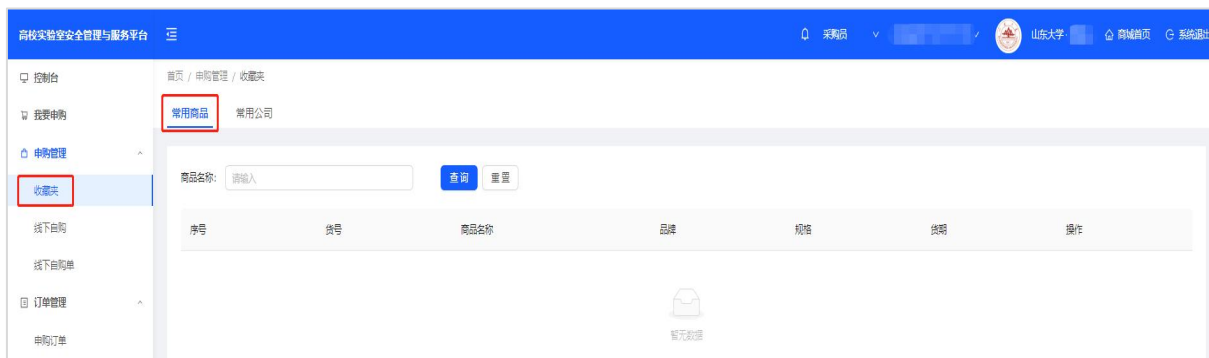 高校实验室安全管理与服务平台
采购员
山东大学·
商城首页
系统退出
控制台
我要申购
申购管理
收藏夹
线下自购
线下自购单
订单管理
申购订单
首页 / 申购管理 / 收藏夹
常用商品 常用公司
商品名称: 请输入 查询 重置
序号 货号 商品名称 品牌 规格 货期 操作
暂无数据